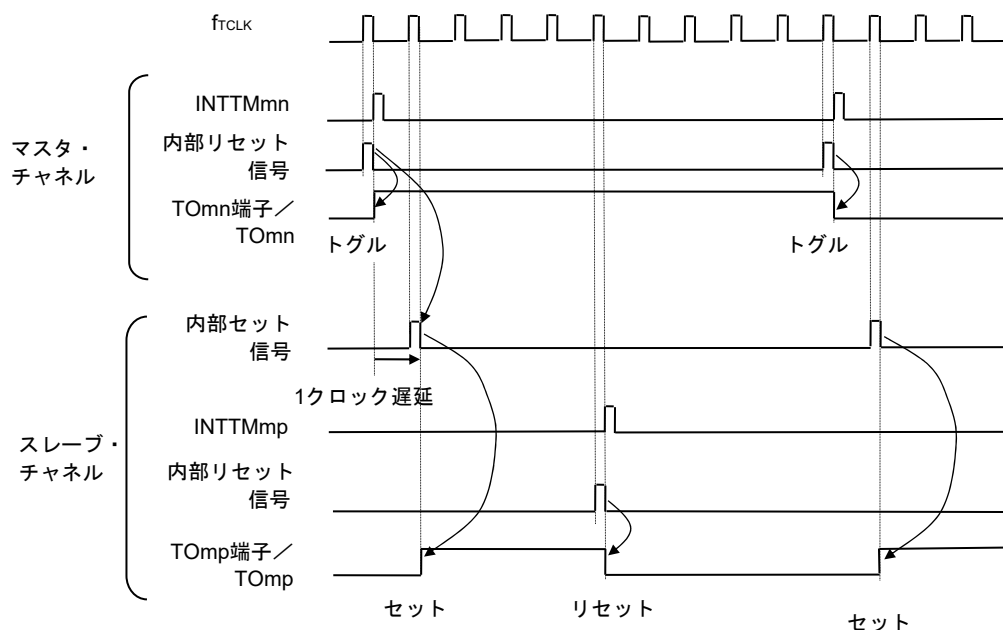 fTCLK
INTTMmn
マスタ・
チャネル
内部リセット
信号
TOmn端子／
TOmn
トグル
トグル
内部セット
信号
1クロック遅延
スレーブ・
チャネル
INTTMmp
内部リセット
信号
TOmp端子／
TOmp
セット
リセット
セット